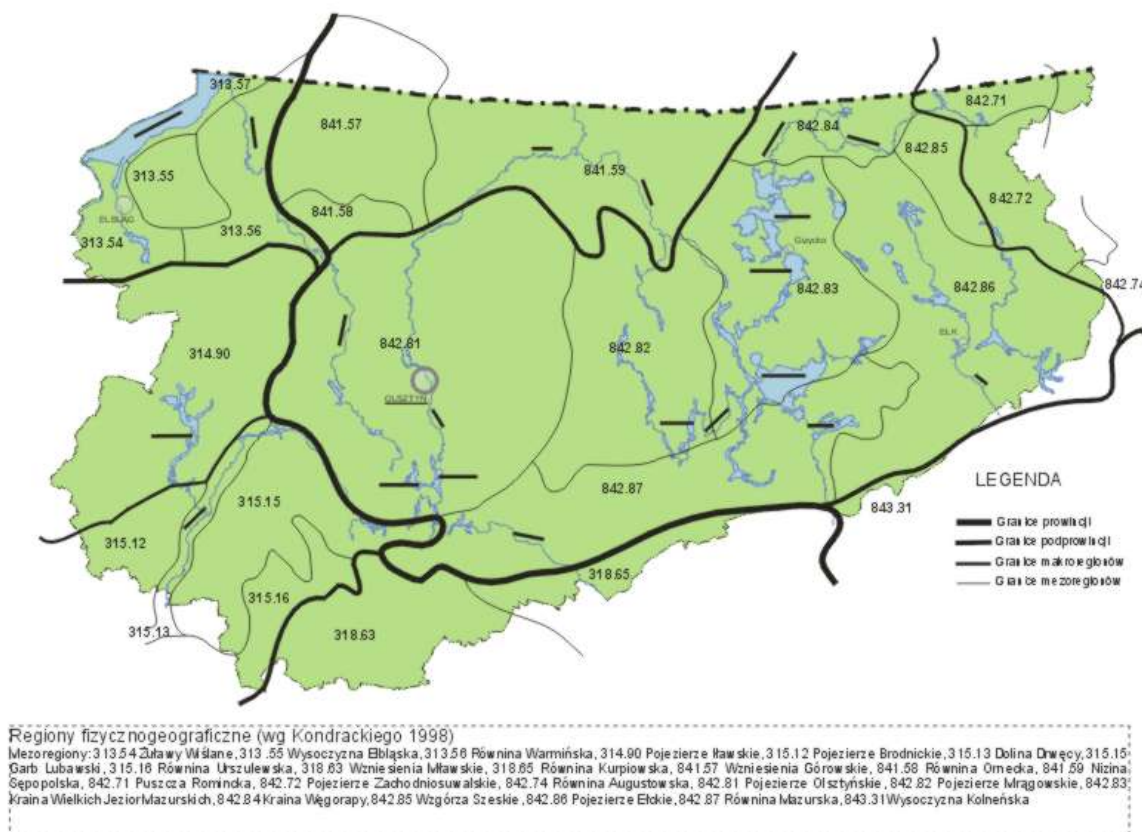 313.57
842.71
841.57
842.84
842.85
313.55
841.59
842.72
ELBLĄG
841.58
313.56
313.54
Giżycko
842.74
842.83
842.86
EŁK
314.90
842.81
842.82
OLSZTYN
LEGENDA
842.87
315.15
843.31
Granice prowincji
Granice podprowincji
315.12
Granice makroregionów
318.65
Granice mezoregionów
315.16
315.13
318.63
Regiony fizycznogeograficzne (wg Kondrackiego 1998)
Mezoregiony: 313.54 Żuławy Wiślane, 313 .55 Wysoczyzna Elbląska, 313.56 Równina Warmińska, 314.90 Pojezierze Iławskie, 315.12 Pojezierze Brodnickie, 315.13 Dolina Drwęcy, 315.15
Garb Lubawski, 315.16 Równina Urszulewska, 318.63 Wzniesienia Mławskie, 318.65 Równina Kurpiowska, 841.57 Wzniesienia Górowskie, 841.58 Równina Ornecka, 841.59 Nizina
Sępopolska, 842.71 Puszcza Romincka, 842.72 Pojezierze Zachodniosuwalskie, 842.74 Równina Augustowska, 842.81 Pojezierze Olsztyńskie, 842.82 Pojezierze Mrągowskie, 842.83
Kraina Wielkich Jezior Mazurskich, 842.84 Kraina Węgorapy, 842.85 Wzgórza Szeskie, 842.86 Pojezierze Ełckie, 842.87 Równina Mazurska, 843.31 Wysoczyzna Kolneńska